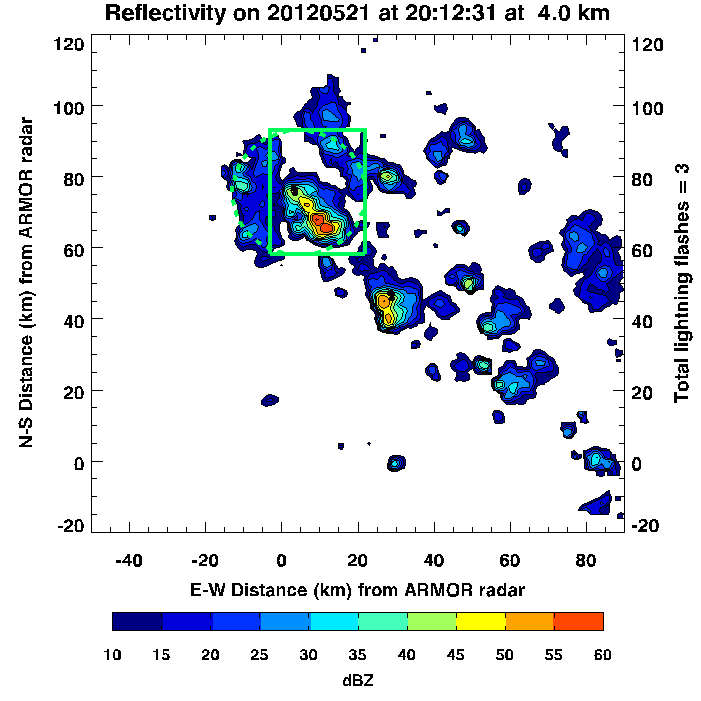 Reflectivity on 20120521 at 20:12:31 at  4.0 km
120 120
100 100
80 80
60 60
40 40
20 20
0 0
-20 -20
N-S Distance (km) from ARMOR radar
Total lightning flashes = 3
-40 -20 0 20 40 60 80
E-W Distance (km) from ARMOR radar
10 15 20 25 30 35 40 45 50 55 60
dBZ